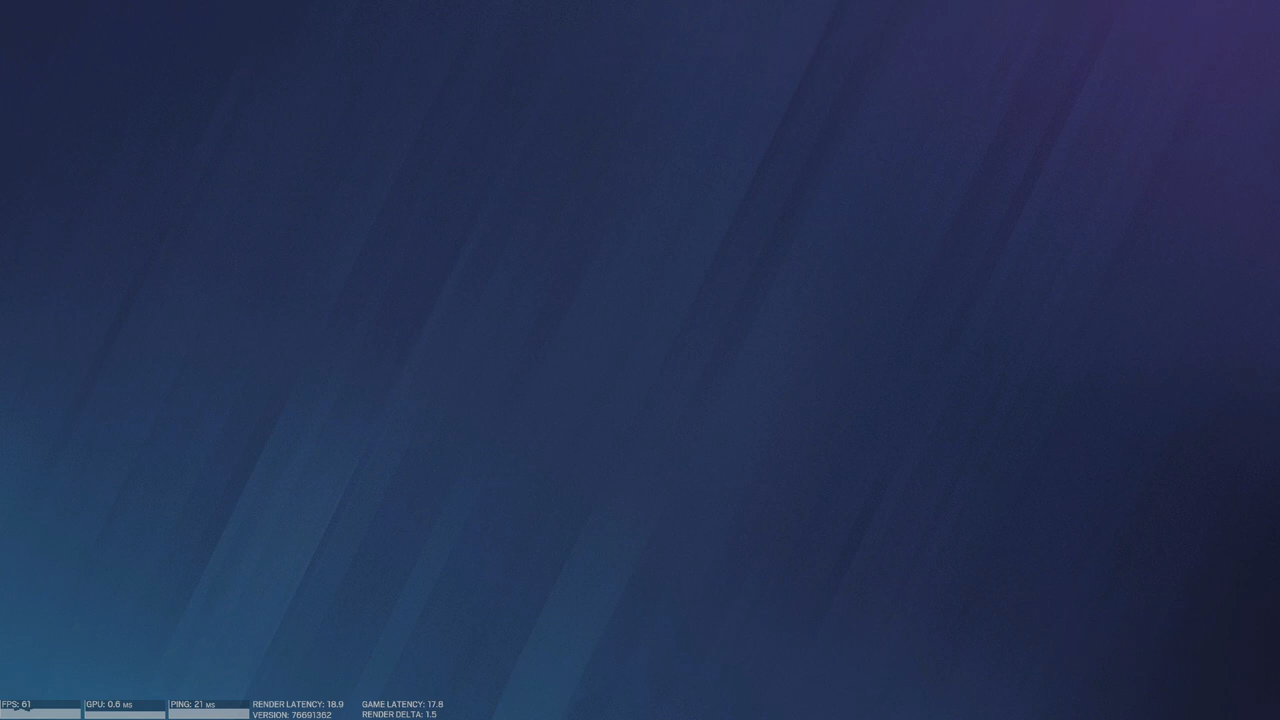 FPS: 61 GPU: 0.6 MS PING: 21 MS RENDER LATENCY: 18.9 GAME LATENCY: 17.8
VERSION: 76691362 RENDER DELTA: 1.5